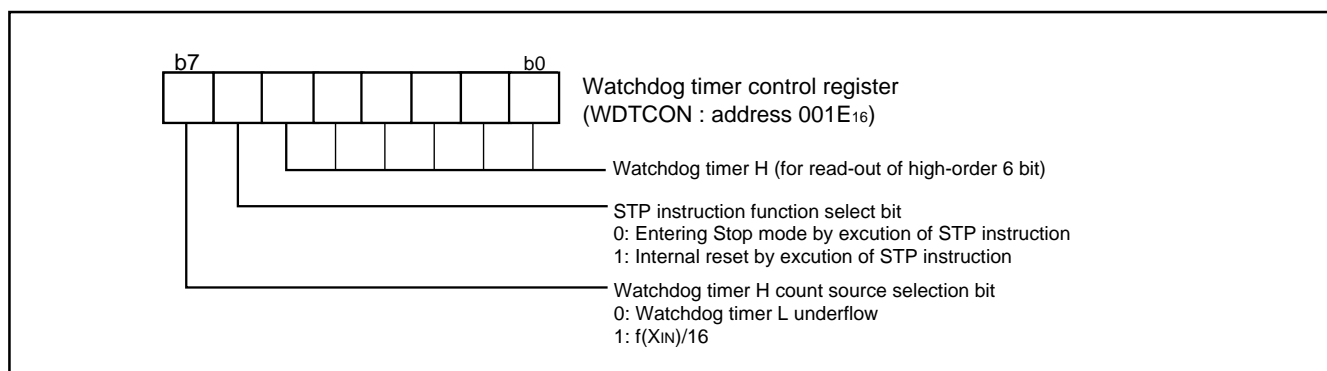 b7
b0
Watchdog timer control register
(WDTCON : address 001E16)
Watchdog timer H (for read-out of high-order 6 bit)
STP instruction function select bit
0: Entering Stop mode by excution of STP instruction
1: Internal reset by excution of STP instruction
Watchdog timer H count source selection bit
0: Watchdog timer L underflow
1: f(XIN)/16